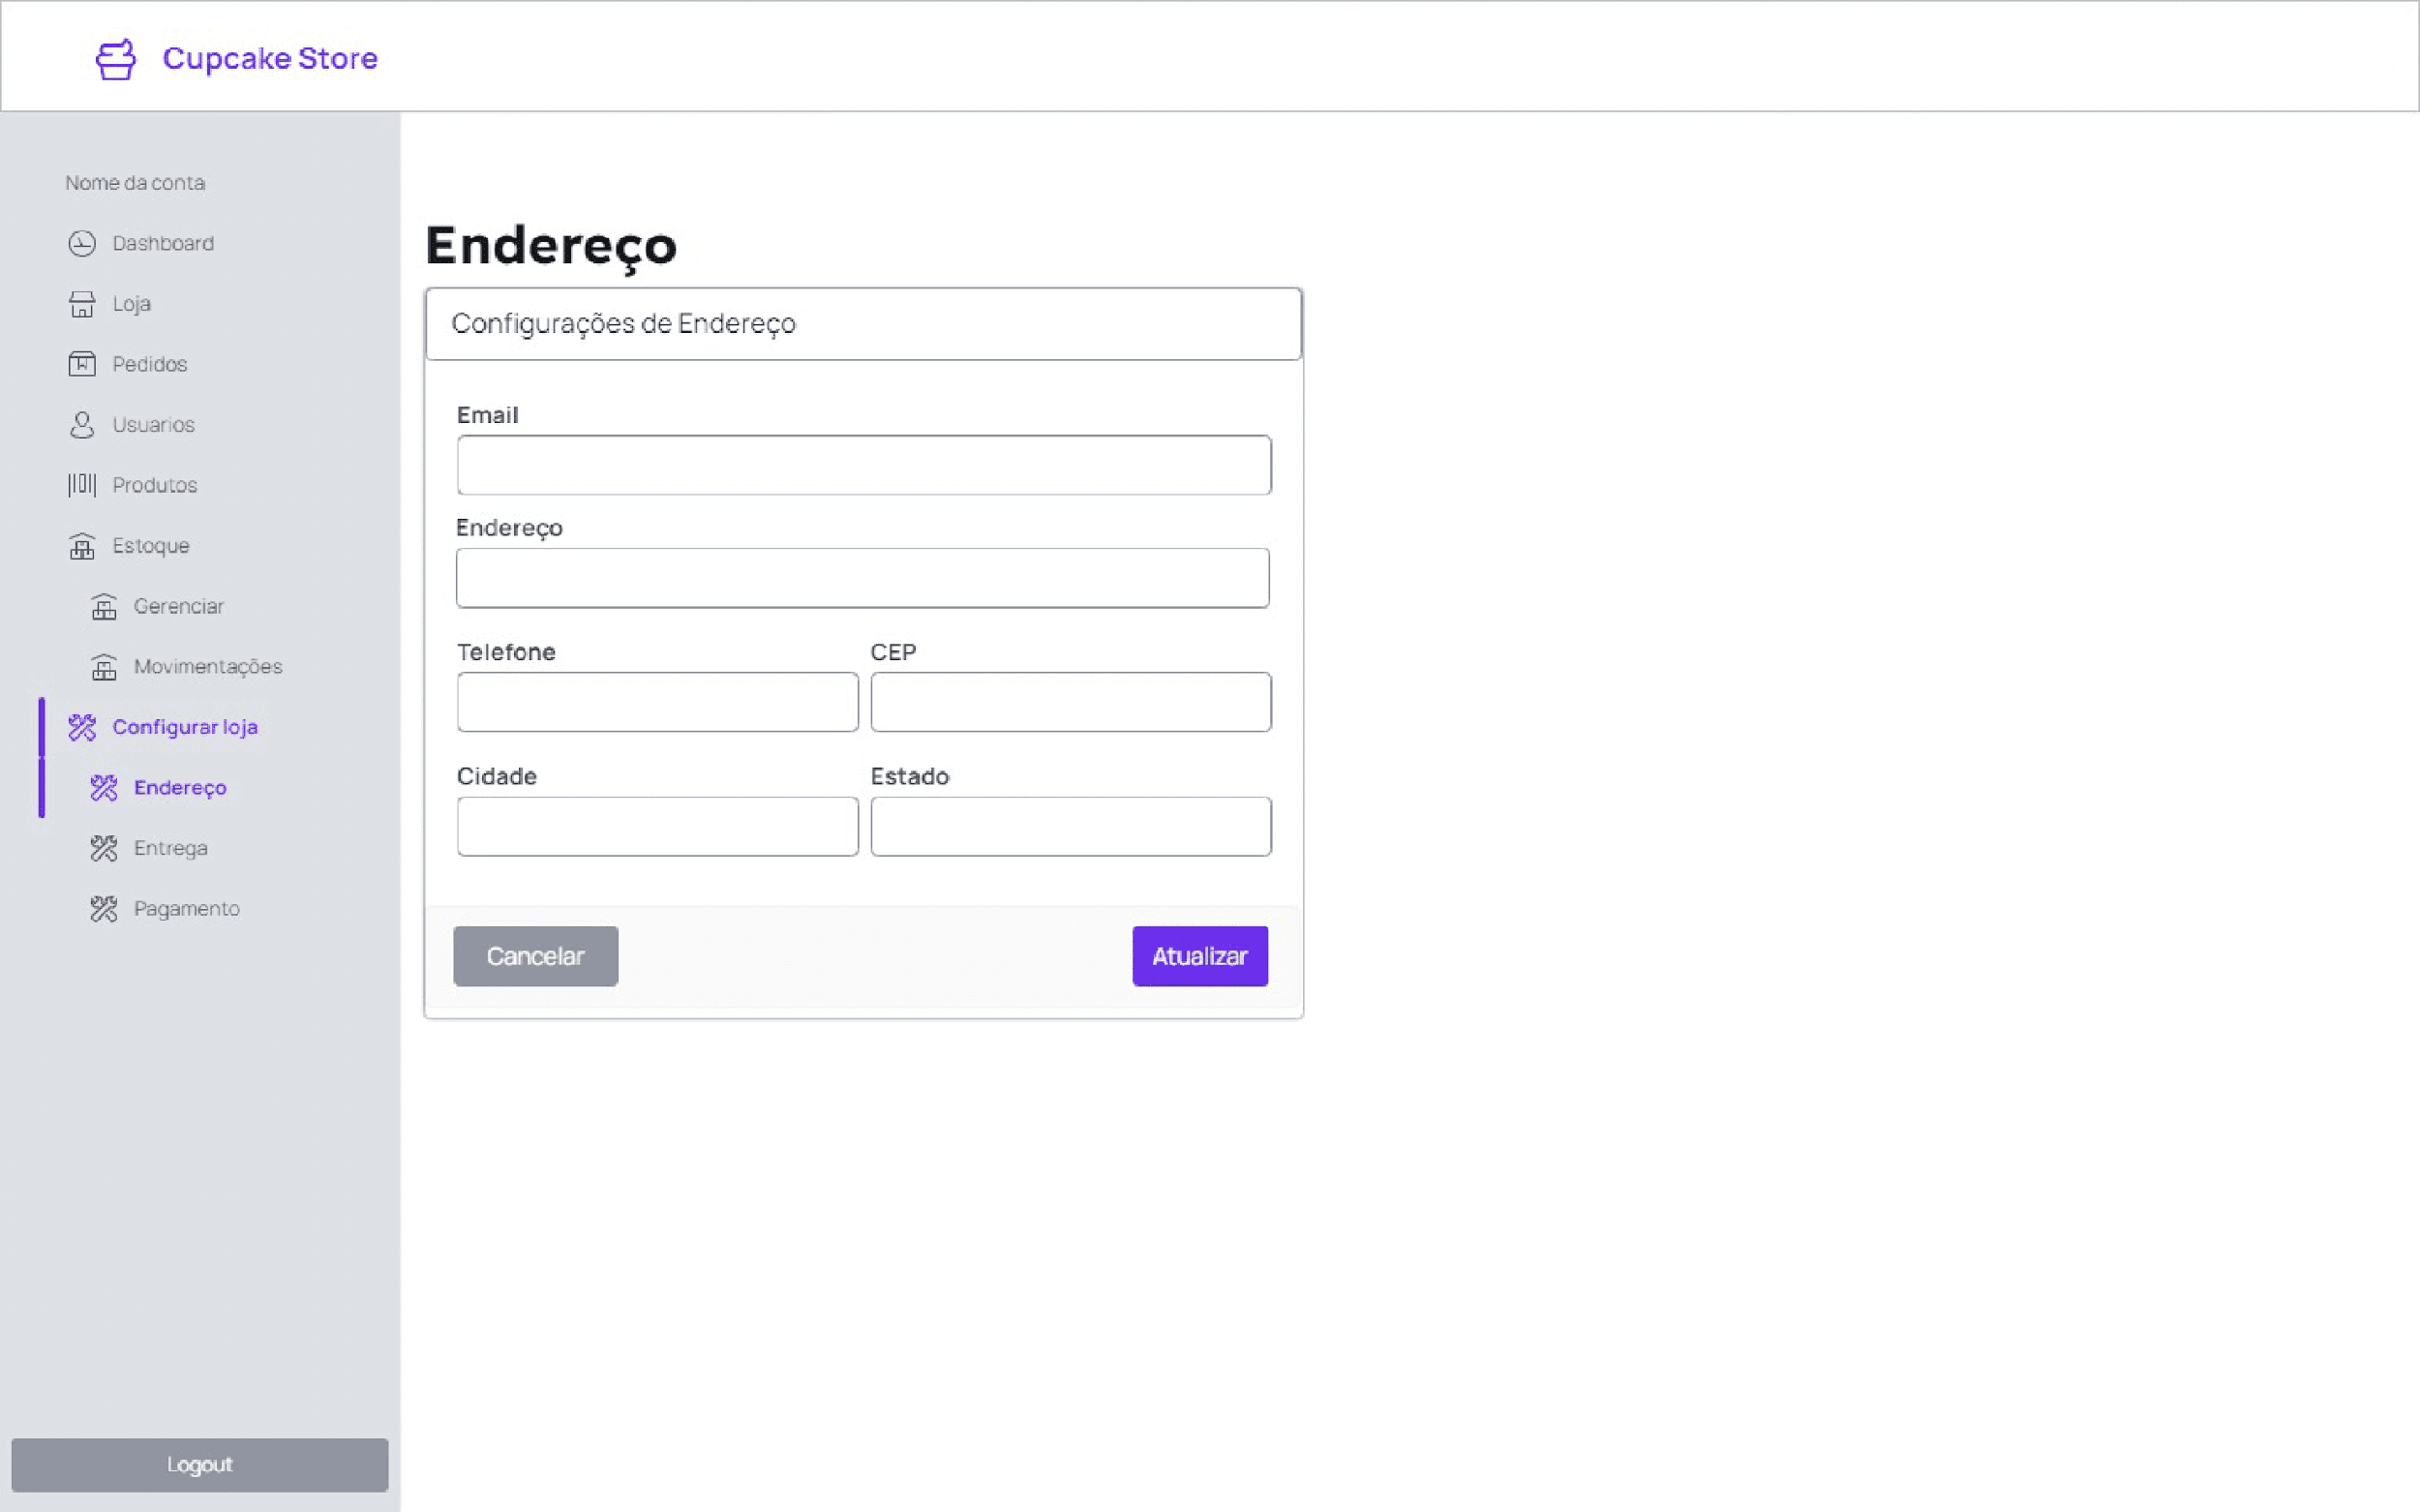 Cupcake Store
Nome da conta
Dashboard
Loja
Pedidos
Usuarios
Produtos
Estoque
Gerenciar
Movimentações
Configurar loja
Endereço
Entrega
Pagamento
Logout
Endereço
Configurações de Endereço
Email
Endereço
Telefone CEP
Cidade Estado
Cancelar Atualizar